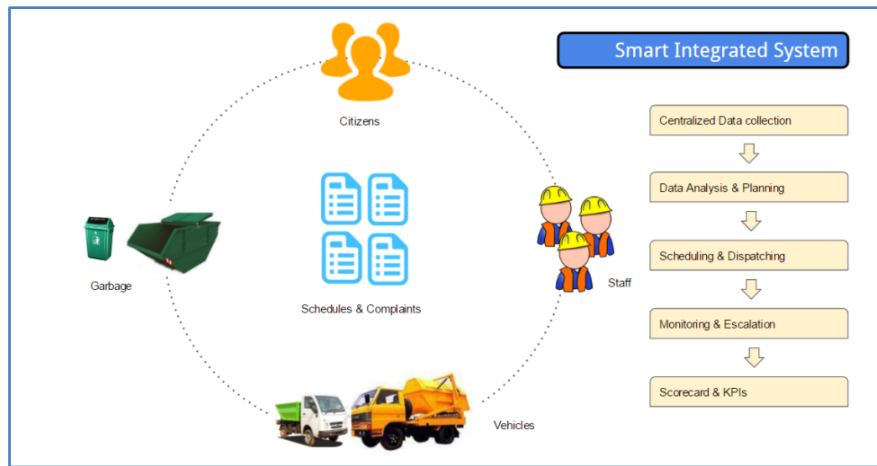 Smart Integrated System
Citizens
Garbage
Schedules & Complaints
Staff
Vehicles
Centralized Data collection
Data Analysis & Planning
Scheduling & Dispatching
Monitoring & Escalation
Scorecard & KPIs